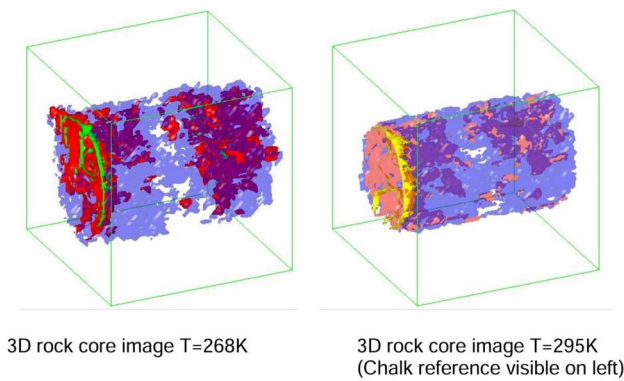 3D rock core image T=268K
3D rock core image T=295K
(Chalk reference visible on left)